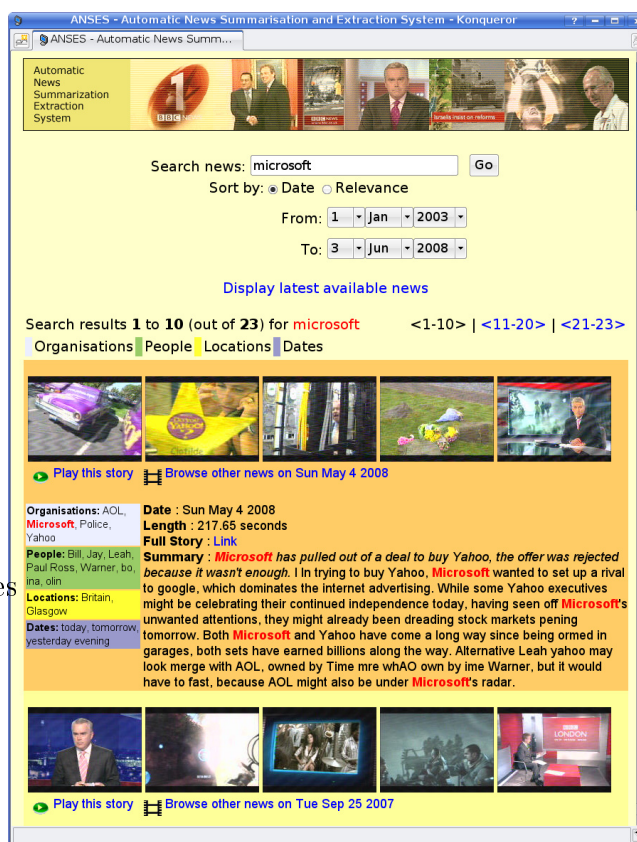 ANSES - Automatic News Summarisation and Extraction System - Konqueror
ANSES - Automatic News Summ...
Automatic
News
Summarization
Extraction
System
1
BBC NEWS
Israelis insist on reforms
Search news: microsoft Go
Sort by: Date Relevance
From: 1 Jan 2003
To: 3 Jun 2008
Display latest available news
Search results 1 to 10 (out of 23) for microsoft <1-10> | <11-20> | <21-23>
Organisations People Locations Dates
YAHOO!
?
Clotilde
Play this story Browse other news on Sun May 4 2008
Organisations: AOL,
Microsoft, Police,
Yahoo
People: Bill, Jay, Leah,
Paul Ross, Warner, bo,
ina, olin
es
Locations: Britain,
Glasgow
Dates: today, tomorrow,
yesterday evening
Date : Sun May 4 2008
Length : 217.65 seconds
Full Story : Link
Summary : Microsoft has pulled out of a deal to buy Yahoo, the offer was rejected
because it wasn't enough. I In trying to buy Yahoo, Microsoft wanted to set up a rival
to google, which dominates the internet advertising. While some Yahoo executives
might be celebrating their continued independence today, having seen off Microsoft's
unwanted attentions, they might already been dreading stock markets pening
tomorrow. Both Microsoft and Yahoo have come a long way since being ormed in
garages, both sets have earned billions along the way. Alternative Leah yahoo may
look merge with AOL, owned by Time mre whAO own by ime Warner, but it would
have to fast, because AOL might also be under Microsoft's radar.
LONDON
Play this story Browse other news on Tue Sep 25 2007